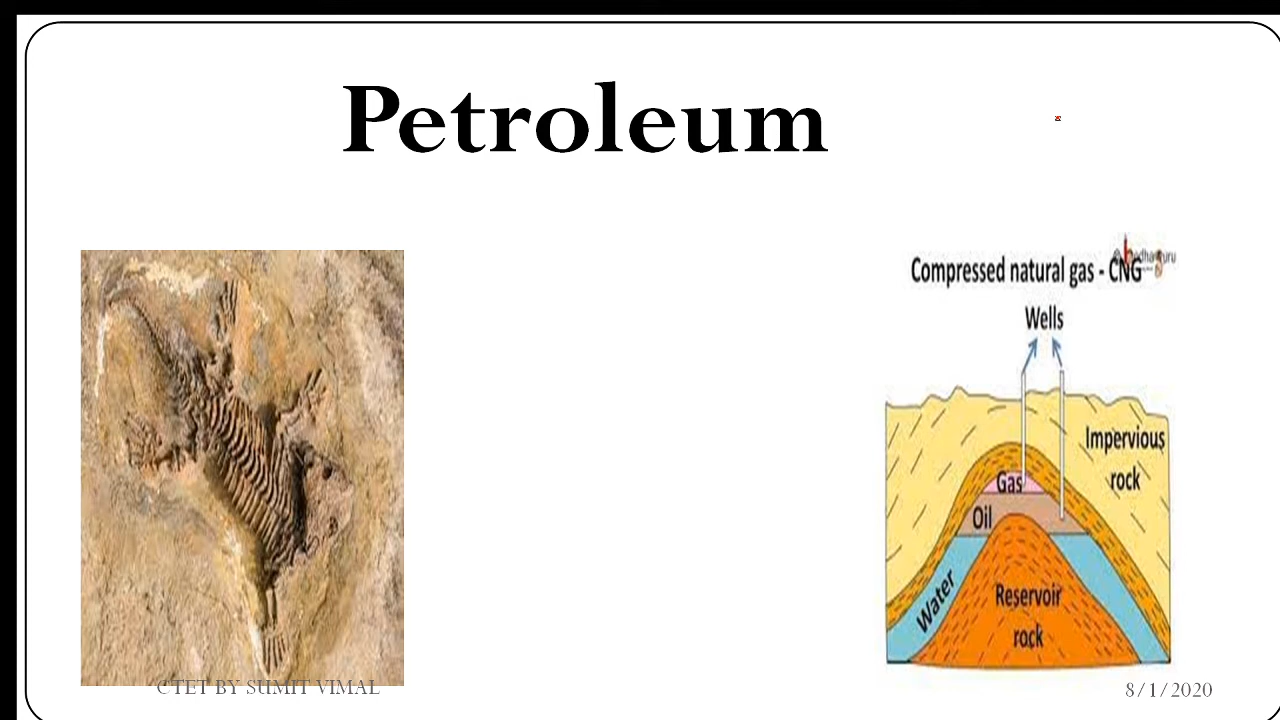 Petroleum
Compressed natural gas - CNG
Wells
Impervious
rock
Gas
Oil
Water
Reservoir
rock
CTET BY SUMIT VIMAL
8/1/2020